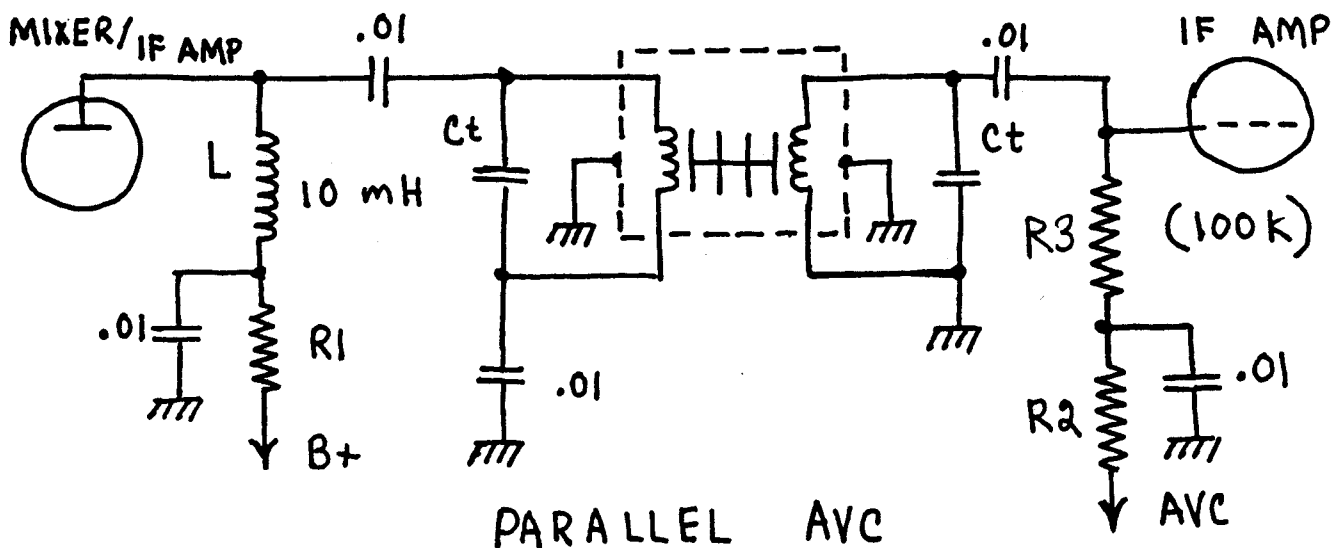 MIXER/IF AMP
.01
.01
IF AMP
Ct
Ct
L
10 mH
R3
(100K)
.01
R1
.01
.01
R2
B+
AVC
PARALLEL AVC